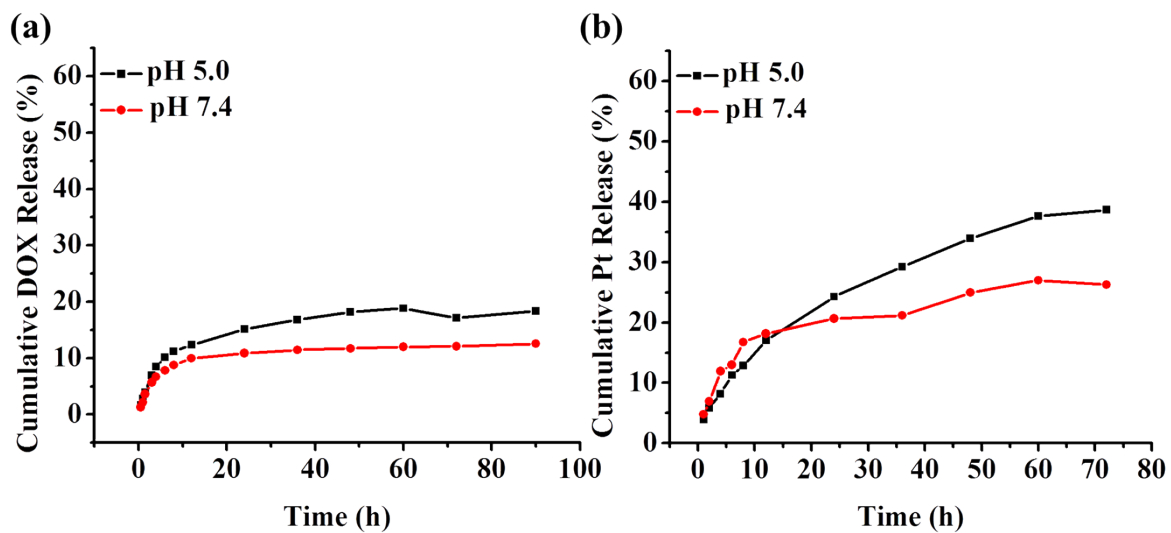 (a)
pH 5.0
pH 7.4
Cumulative DOX Release (%)
60
50
40
30
20
10
0
0 20 40 60 80 100
Time (h)
(b)
pH 5.0
pH 7.4
Cumulative Pt Release (%)
60
50
40
30
20
10
0
0 10 20 30 40 50 60 70 80
Time (h)